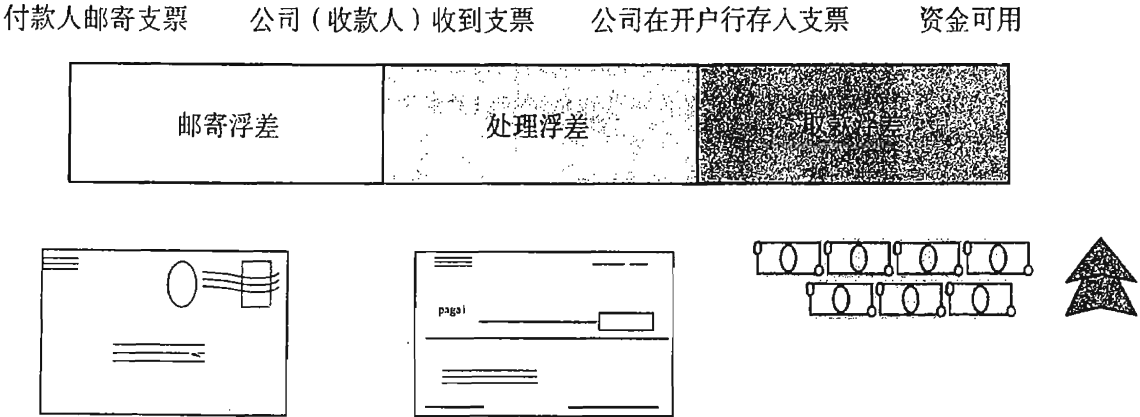 付款人邮寄支票 公司（收款人）收到支票 公司在开户行存入支票 资金可用
邮寄浮差 处理浮差 取款浮差
pagal